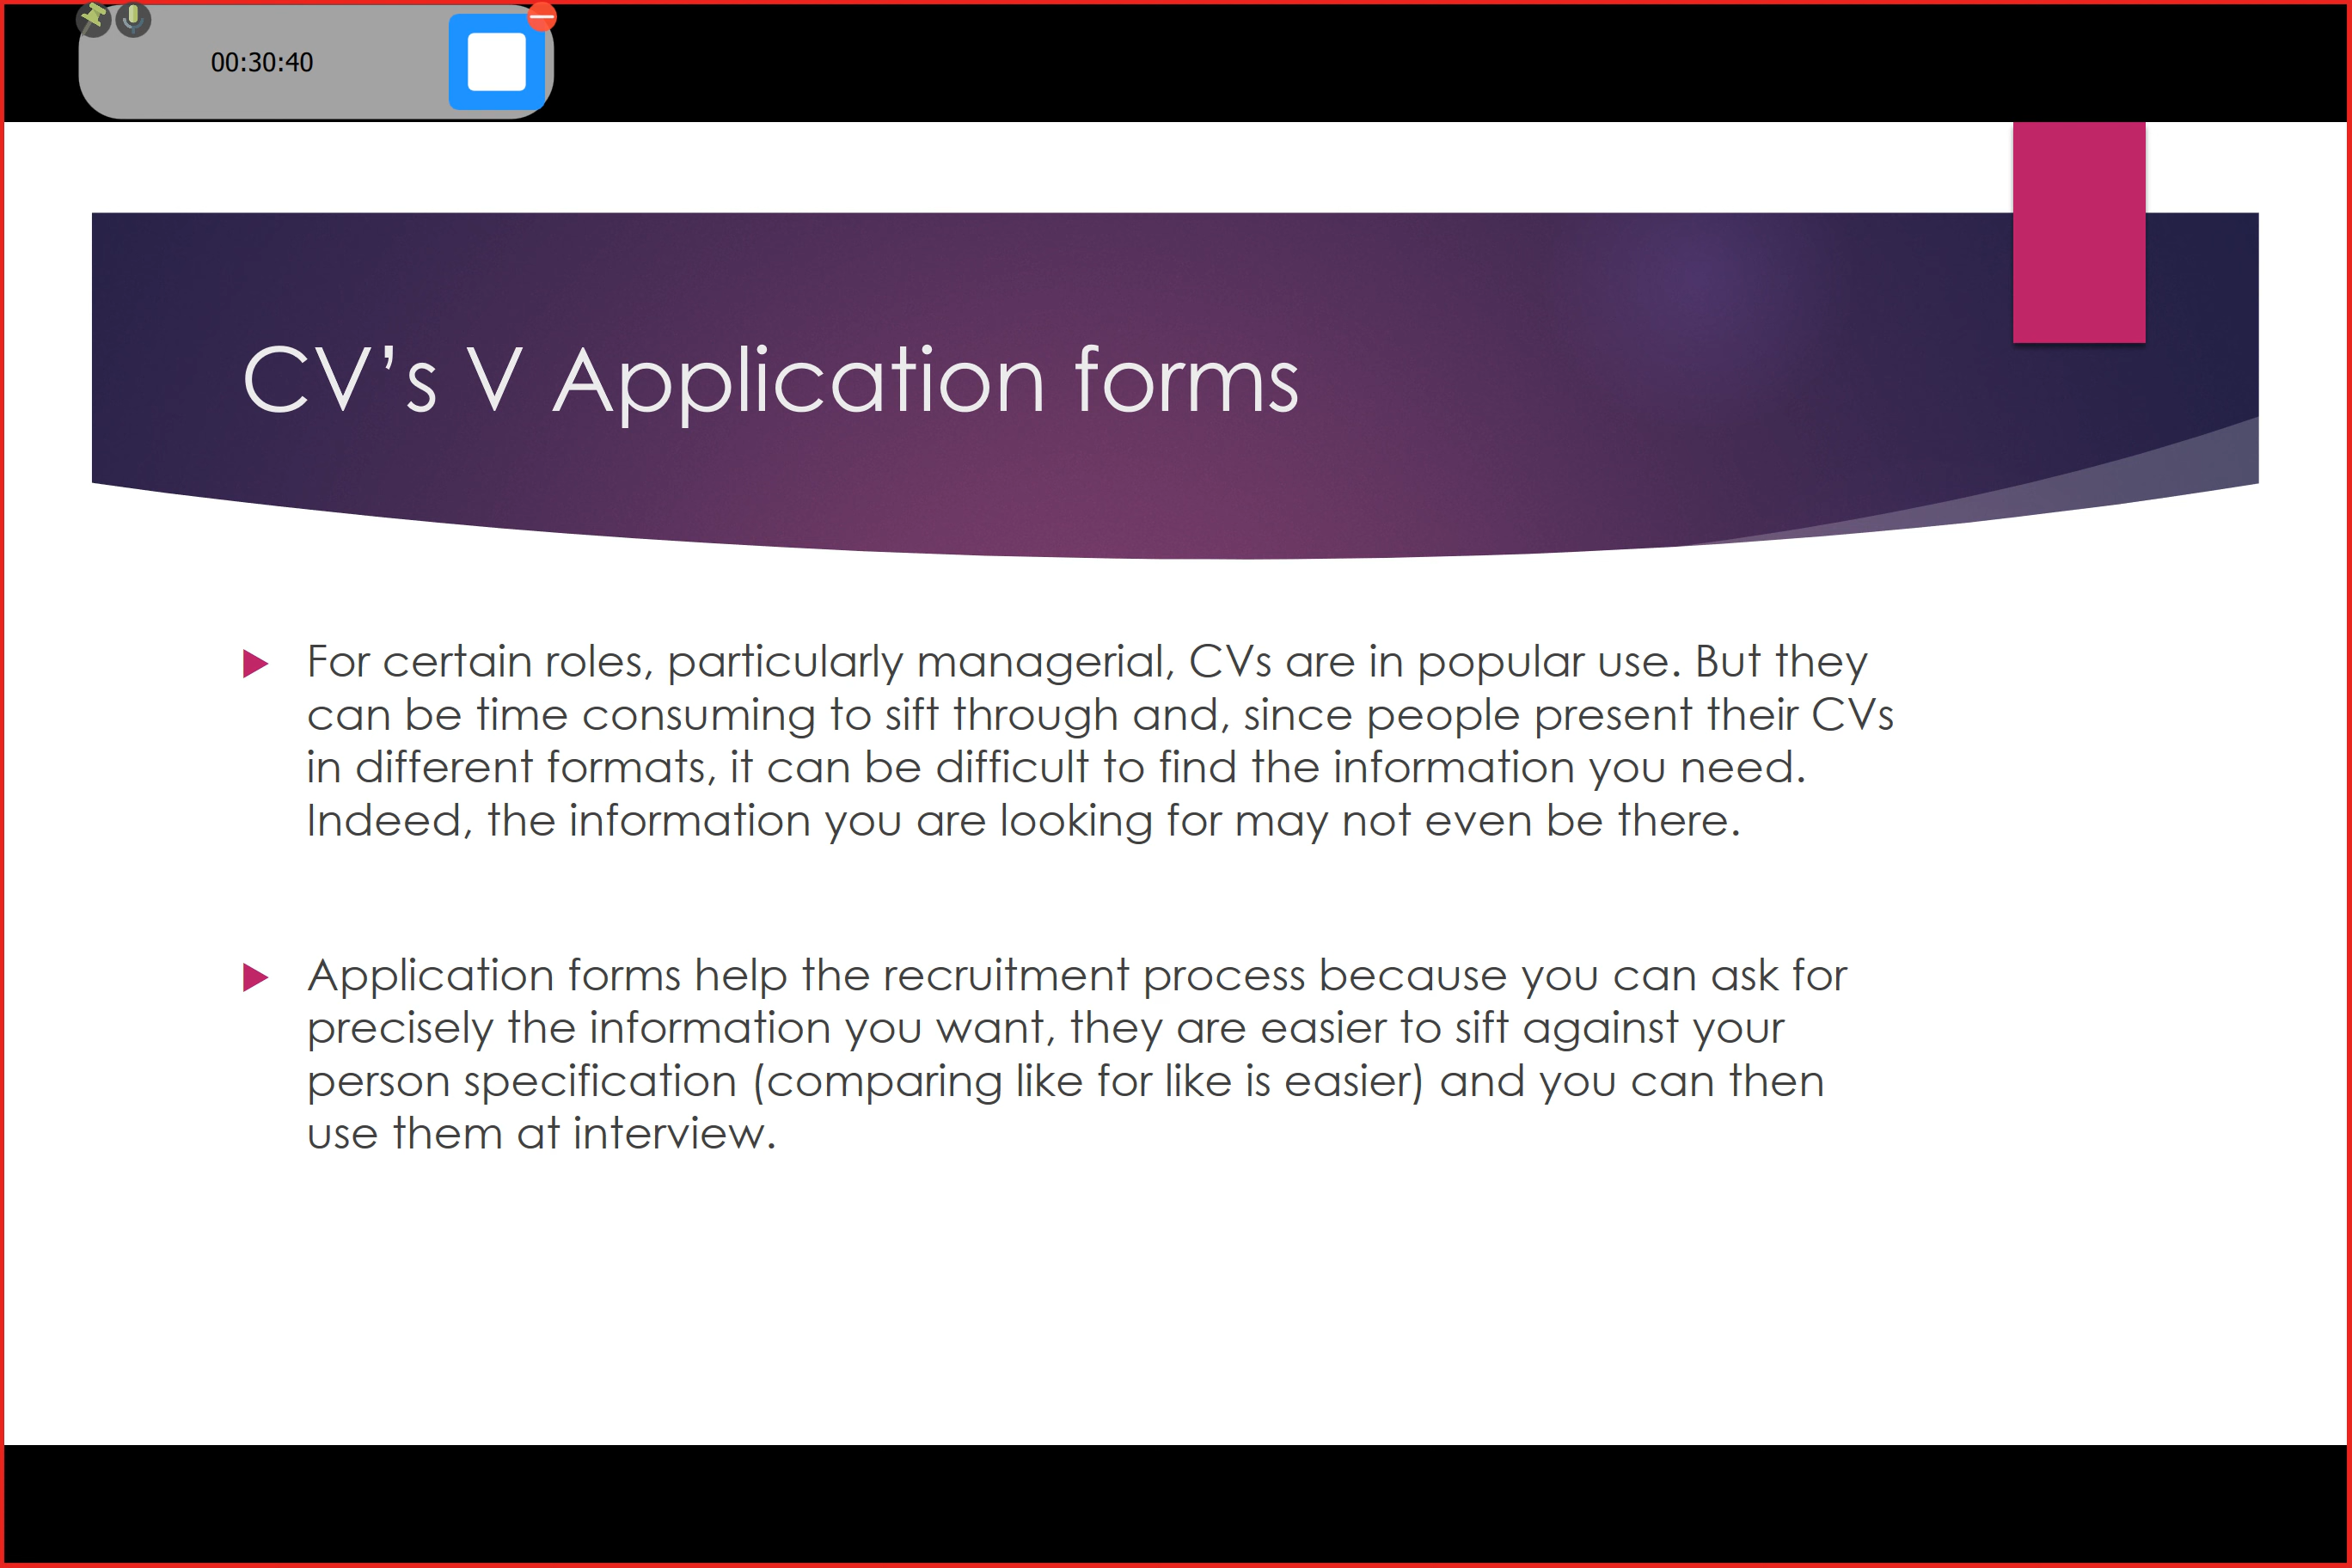 00:30:40
CV’s V Application forms
For certain roles, particularly managerial, CVs are in popular use. But they
can be time consuming to sift through and, since people present their CVs
in different formats, it can be difficult to find the information you need.
Indeed, the information you are looking for may not even be there.
Application forms help the recruitment process because you can ask for
precisely the information you want, they are easier to sift against your
person specification (comparing like for like is easier) and you can then
use them at interview.